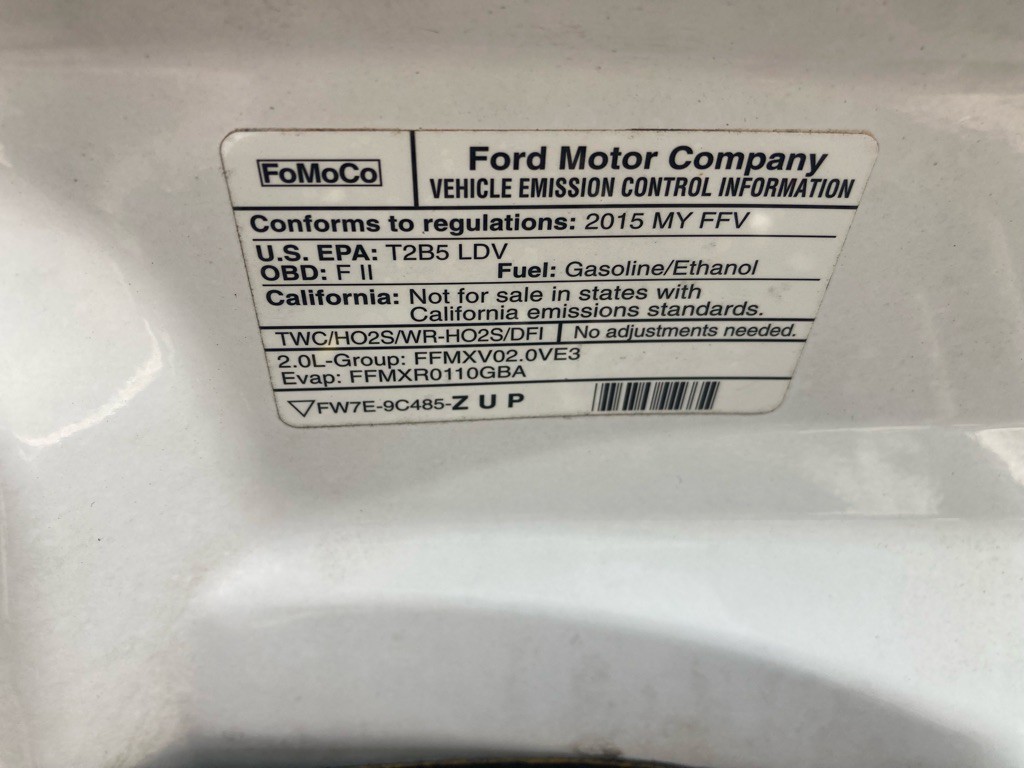 FoMoCo
Ford Motor Company
VEHICLE EMISSION CONTROL INFORMATION
Conforms to regulations: 2015 MY FFV
U.S. EPA: T2B5 LDV
OBD: F II Fuel: Gasoline/Ethanol
California: Not for sale in states with
California emissions standards.
TWC/HO2S/WR-HO2S/DFI No adjustments needed.
2.0L-Group: FFMXV02.0VE3
Evap: FFMXR0110GBA
FW7E-9C485-Z U P